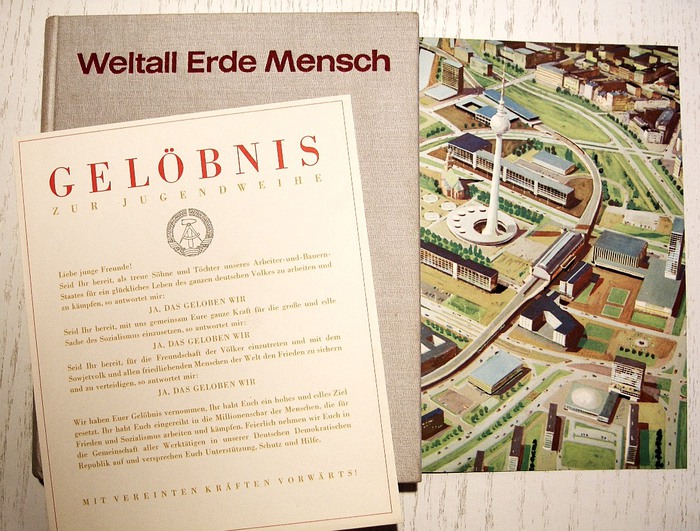 Weltall Erde Mensch
GELÖBNIS
ZUR JUGENDWEIHE
Liebe junge Freunde!
Seid Ihr bereit, als treue Söhne und Töchter unseres Arbeiter-und-Bauern-
Staates für ein glückliches Leben des ganzen deutschen Volkes zu arbeiten und
zu kämpfen, so antwortet mir:
JA, DAS GELOBEN WIR
Seid Ihr bereit, mit uns gemeinsam Eure ganze Kraft für die große und edle
Sache des Sozialismus einzusetzen, so antwortet mir:
JA, DAS GELOBEN WIR
Seid Ihr bereit, für die Freundschaft der Völker einzutreten und mit dem
Sowjetvolk und allen friedliebenden Menschen der Welt den Frieden zu sichern
und zu verteidigen, so antwortet mir:
JA, DAS GELOBEN WIR
Wir haben Euer Gelöbnis vernommen, Ihr habt Euch ein hohes und edles Ziel
gesetzt. Ihr habt Euch eingereiht in die Millionenschar der Menschen, die für
Frieden und Sozialismus arbeiten und kämpfen. Feierlich nehmen wir Euch in
die Gemeinschaft aller Werktätigen in unserer Deutschen Demokratischen
Republik auf und versprechen Euch Unterstützung, Schutz und Hilfe.
MIT VEREINTEN KRÄFTEN VORWÄRTS!